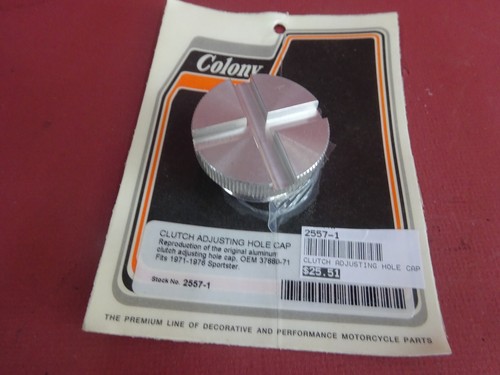 Colony
CLUTCH ADJUSTING HOLE CAP
Reproduction of the original aluminum
clutch adjusting hole cap, OEM 37880-71
Fits 1971-1976 Sportster.
Stock No. 2557-1
2557-1
CLUTCH ADJUSTING HOLE CAP
$25.51
THE PREMIUM LINE OF DECORATIVE AND PERFORMANCE MOTORCYCLE PARTS